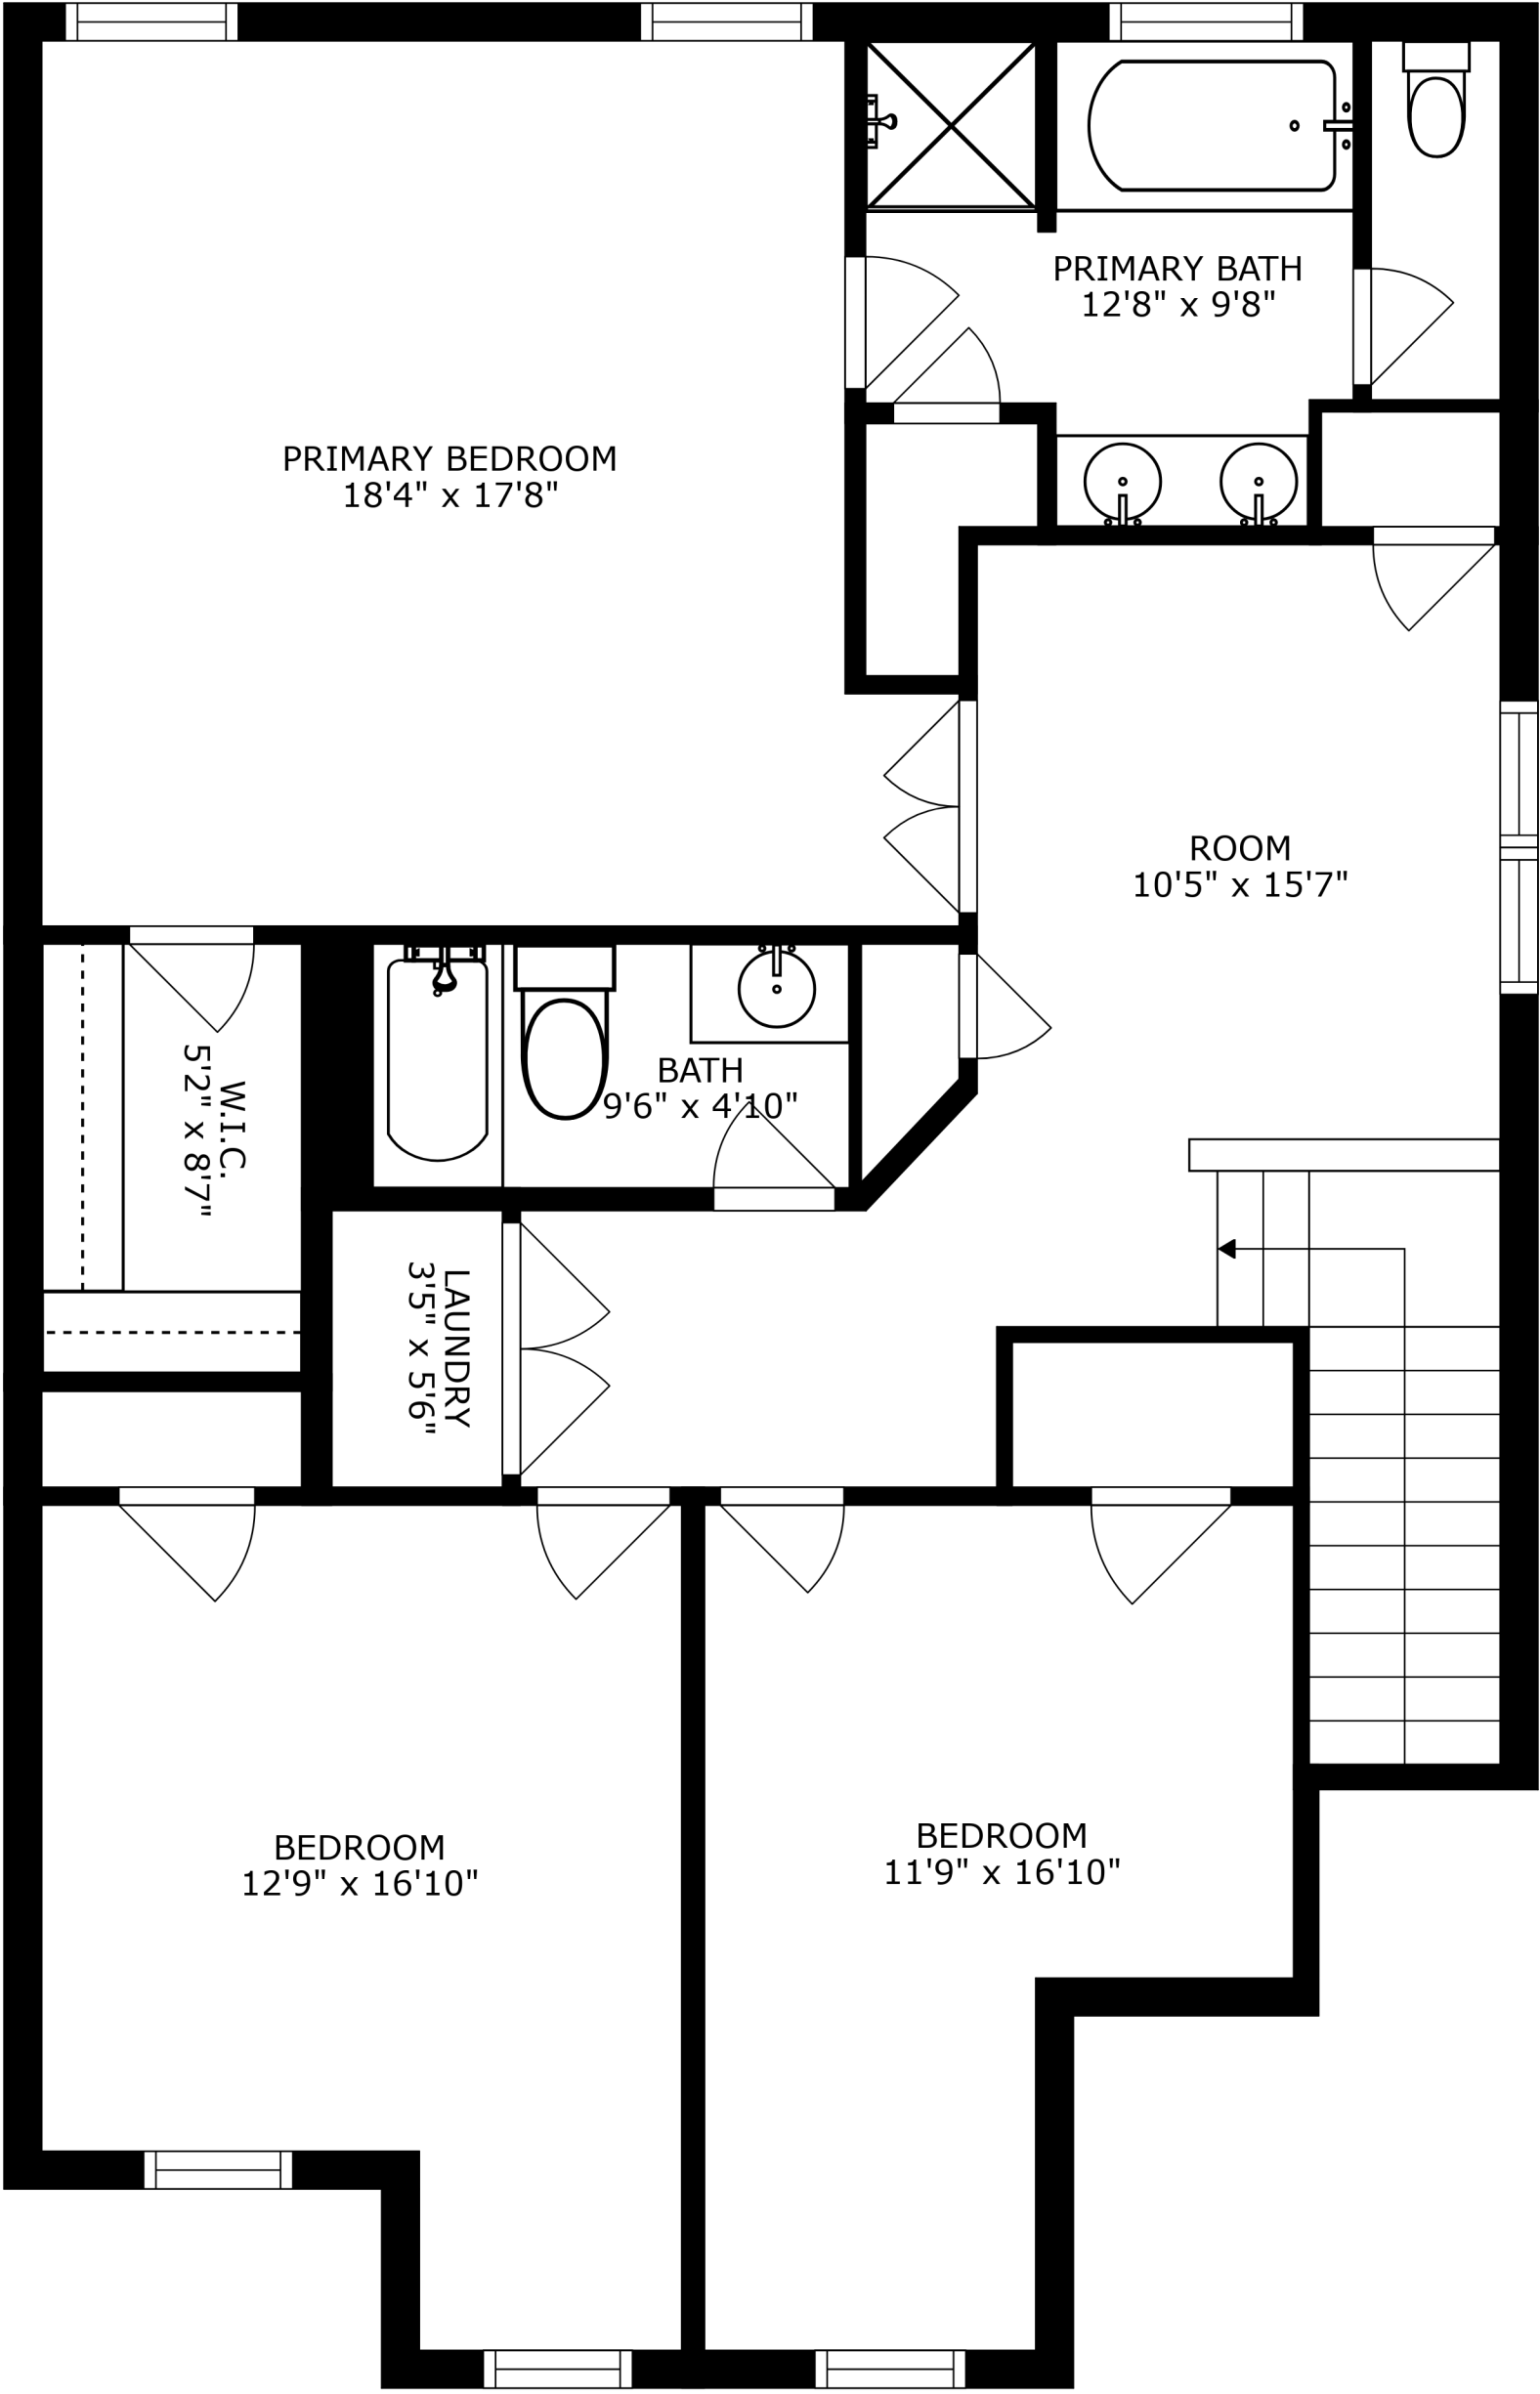 PRIMARY BATH
12'8" x 9'8"
PRIMARY BEDROOM
18'4" x 17'8"
ROOM
10'5" x 15'7"
BATH
9'6" x 4'10"
W.I.C.
5'2" x 8'7"
LAUNDRY
3'5" x 5'6"
BEDROOM
12'9" x 16'10"
BEDROOM
11'9" x 16'10"